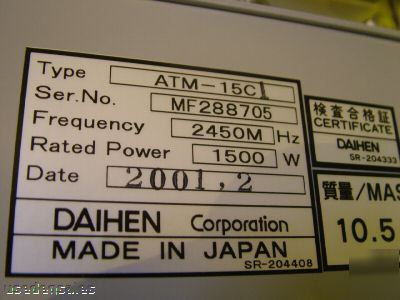 Type ATM-15C1
Ser.No. MF288705
Frequency 2450M Hz
Rated Power 1500 W
Date 2001,2
DAIHEN Corporation
MADE IN JAPAN
SR-204408
検査合格証
CERTIFICATE
DAIHEN
SR-204333
質量/MAS
10.5
usedensales